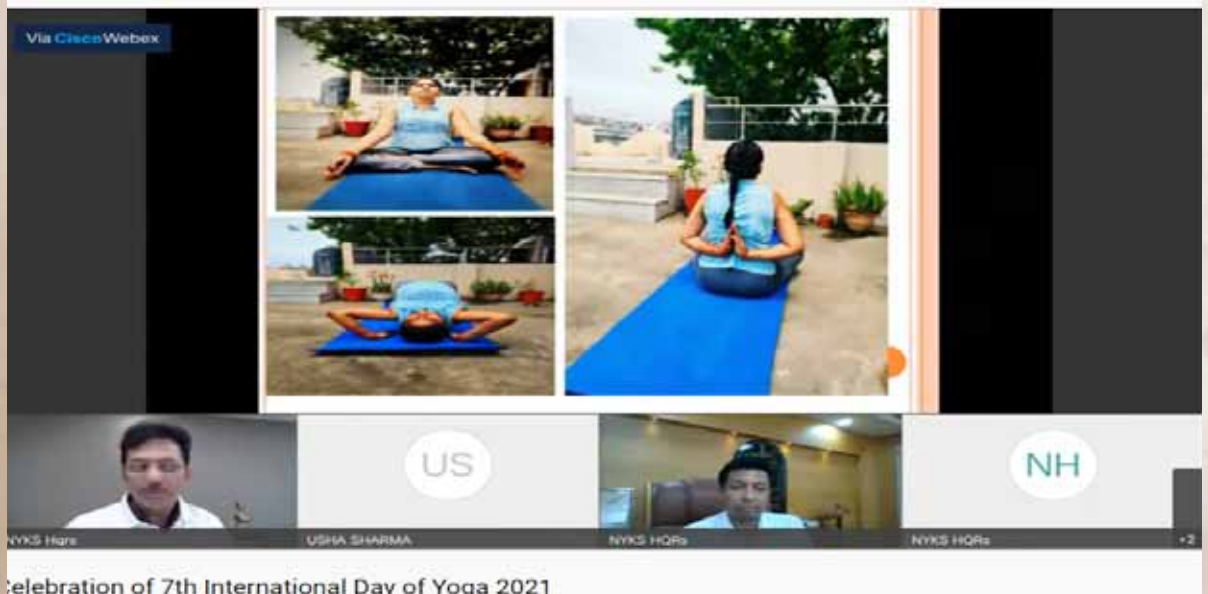 Via Cisco Webex
US
NH
NYKS Hqrs
USHA SHARMA
NYKS HQRs
NYKS HQRs
+2
Celebration of 7th International Day of Yoga 2021